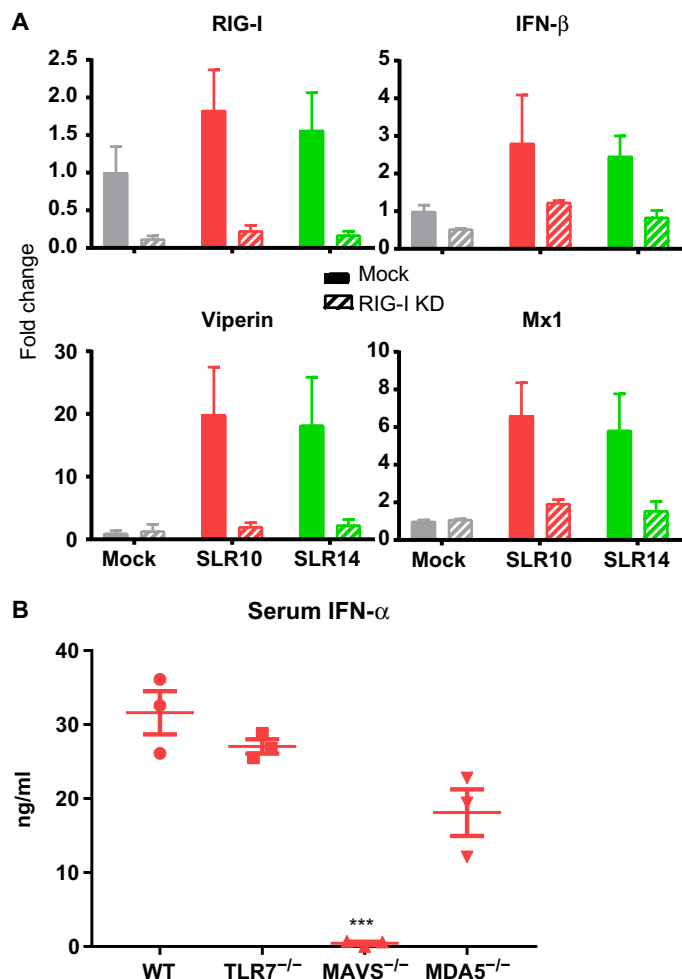 A
RIG-I
IFN-β
2.5
2.0
1.5
1.0
0.5
0.0
5
4
3
2
1
0
Mock
RIG-I KD
Fold change
Viperin
Mx1
30
20
10
0
10
8
6
4
2
0
Mock SLR10 SLR14
Mock SLR10 SLR14
B
Serum IFN-α
40
30
20
10
0
ng/ml
***
WT TLR7⁻/⁻ MAVS⁻/⁻ MDA5⁻/⁻